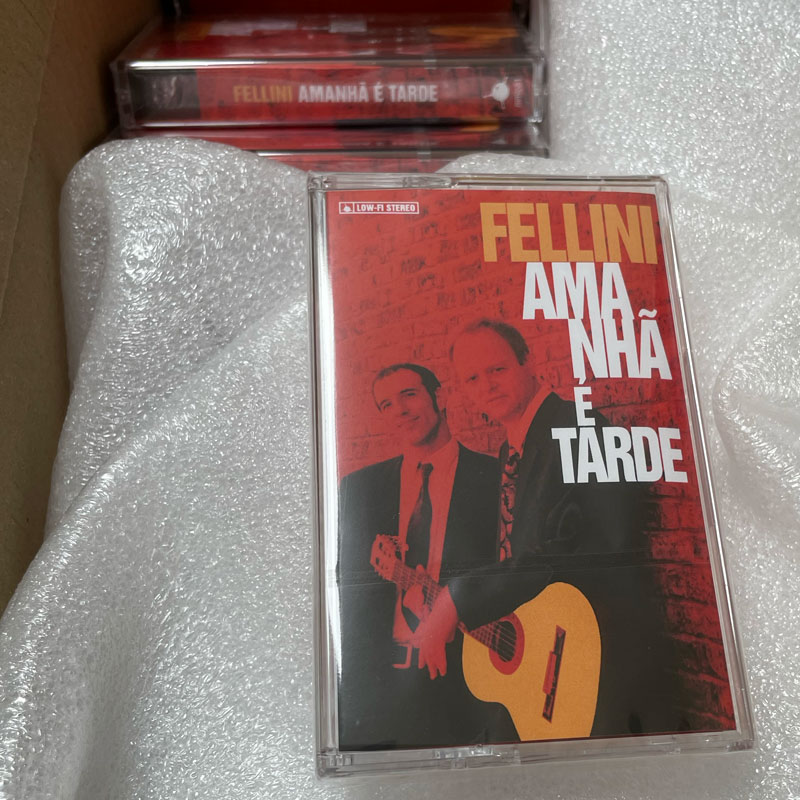 FELLINI AMANHÃ É TARDE
LOW-FI STEREO
FELLINI
AMA
NHÃ
É
TARDE